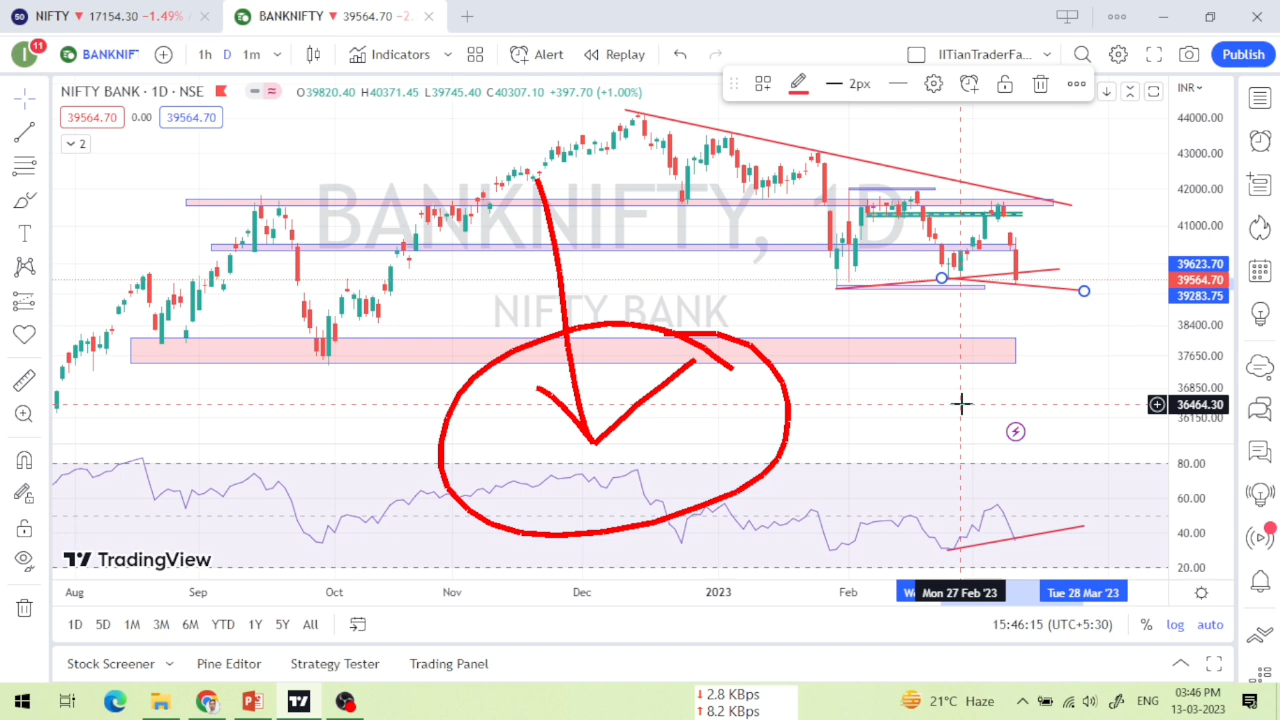 50 NIFTY ▼ 17154.30 −1.49%
BANKNIFTY ▼ 39564.70 −2.
I 11 BANKNIF 1h D 1m Indicators Alert Replay IITianTraderFa... Publish
2px
NIFTY BANK · 1D · NSE O39820.40 H40371.45 L39745.40 C40307.10 +397.70 (+1.00%) INR
39564.70 0.00 39564.70
2
BANKNIFTY, 1D
NIFTY BANK
44000.00
43000.00
42000.00
41000.00
39623.70
39564.70
39283.75
38400.00
37650.00
36850.00
36464.30
36150.00
80.00
60.00
40.00
20.00
TradingView
Aug Sep Oct Nov Dec 2023 Feb Mon 27 Feb '23 Tue 28 Mar '23
1D 5D 1M 3M 6M YTD 1Y 5Y All 15:46:15 (UTC+5:30) % log auto
Stock Screener Pine Editor Strategy Tester Trading Panel
↓ 2.8 KBps
↑ 8.2 KBps
21°C Haze ENG 03:46 PM
13-03-2023